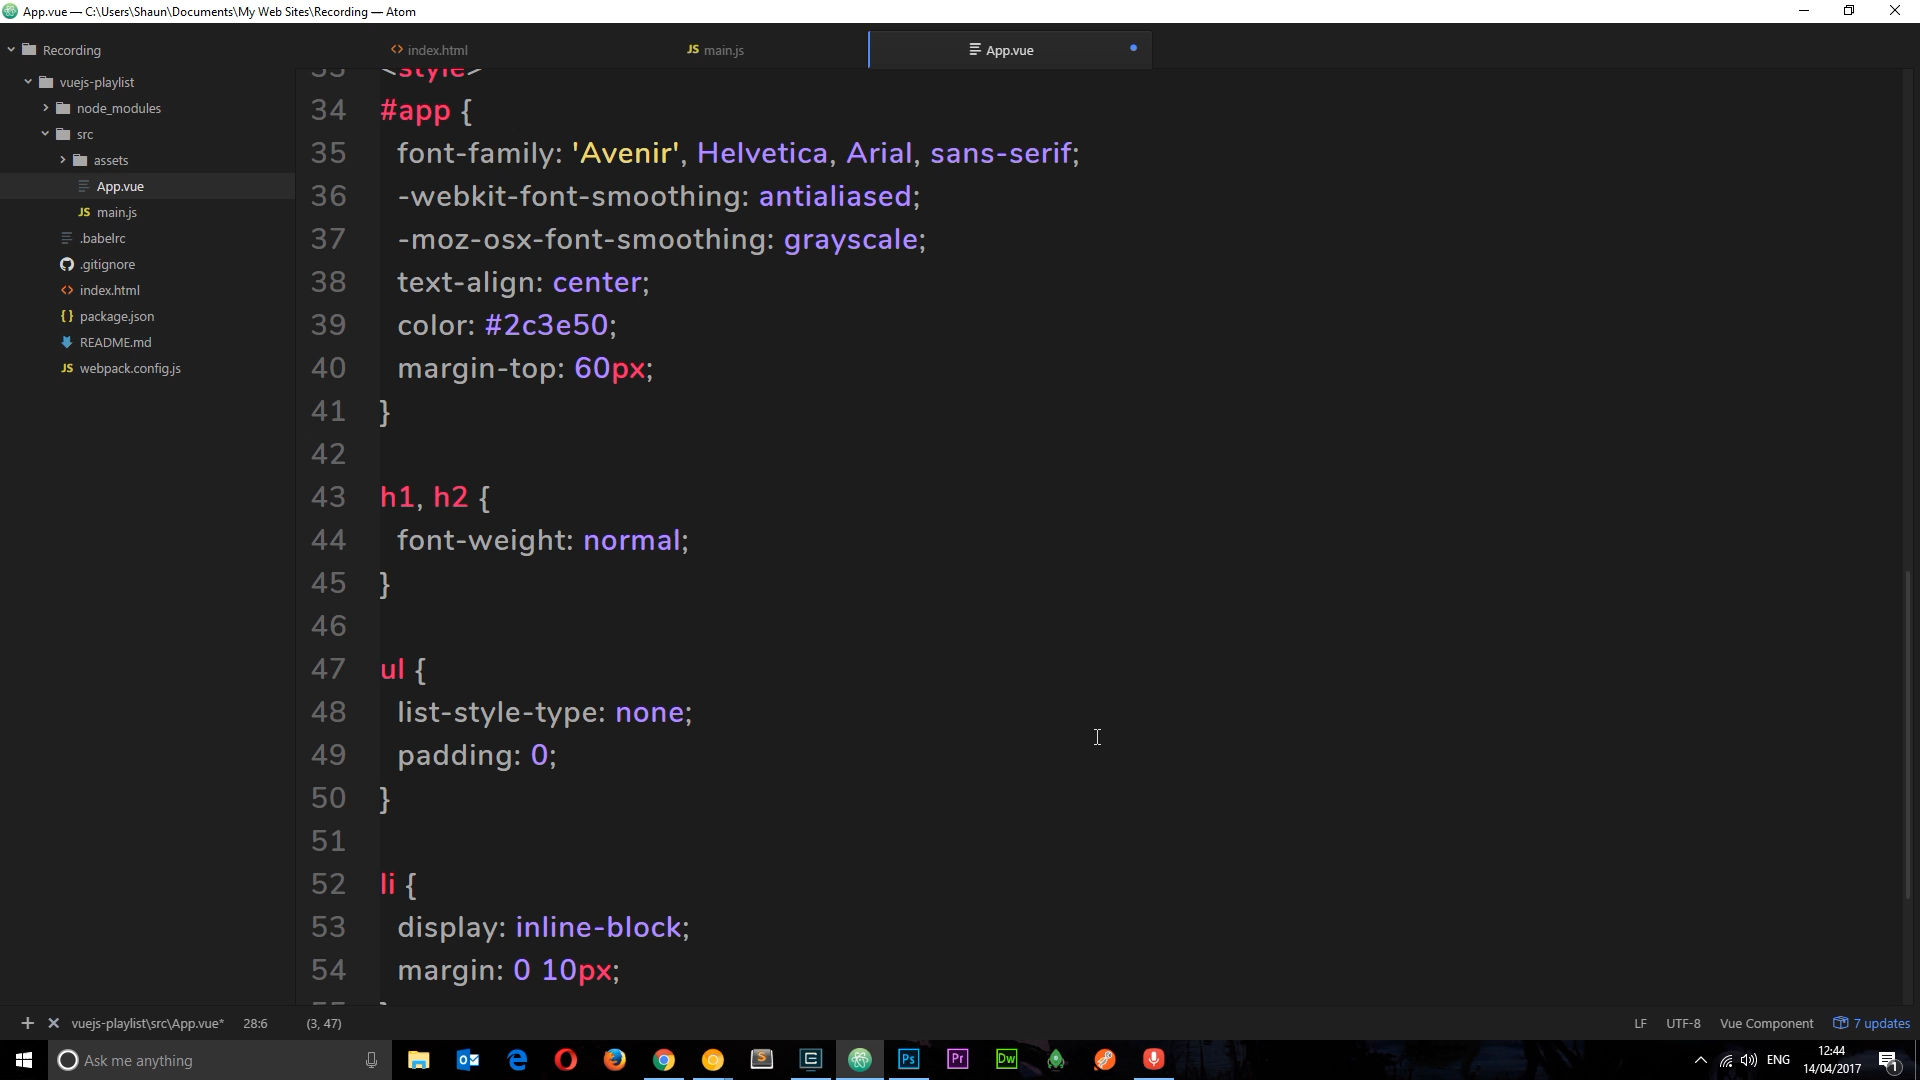 App.vue — C:\Users\Shaun\Documents\My Web Sites\Recording — Atom
Recording
vuejs-playlist
node_modules
src
assets
App.vue
JS main.js
.babelrc
.gitignore
<> index.html
{} package.json
README.md
JS webpack.config.js
<> index.html
JS main.js
App.vue
33 <style>
34 #app {
35 font-family: 'Avenir', Helvetica, Arial, sans-serif;
36 -webkit-font-smoothing: antialiased;
37 -moz-osx-font-smoothing: grayscale;
38 text-align: center;
39 color: #2c3e50;
40 margin-top: 60px;
41 }
42
43 h1, h2 {
44 font-weight: normal;
45 }
46
47 ul {
48 list-style-type: none;
49 padding: 0;
50 }
51
52 li {
53 display: inline-block;
54 margin: 0 10px;
vuejs-playlist\src\App.vue* 28:6 (3, 47)
LF UTF-8 Vue Component 7 updates
Ask me anything
Ps
Pr
Dw
ENG
12:44
14/04/2017
1